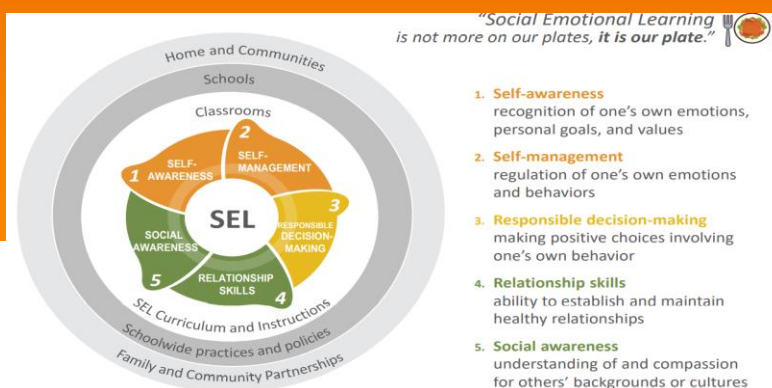 "Social Emotional Learning
is not more on our plates, it is our plate."
Home and Communities
Schools
Classrooms
1
SELF-
AWARENESS
2
SELF-
MANAGEMENT
3
RESPONSIBLE
DECISION-
MAKING
SEL
SOCIAL
AWARENESS
5
RELATIONSHIP
SKILLS
4
SEL Curriculum and Instructions
Schoolwide practices and policies
Family and Community Partnerships
1. Self-awareness
recognition of one's own emotions,
personal goals, and values
2. Self-management
regulation of one's own emotions
and behaviors
3. Responsible decision-making
making positive choices involving
one's own behavior
4. Relationship skills
ability to establish and maintain
healthy relationships
5. Social awareness
understanding of and compassion
for others' backgrounds or cultures